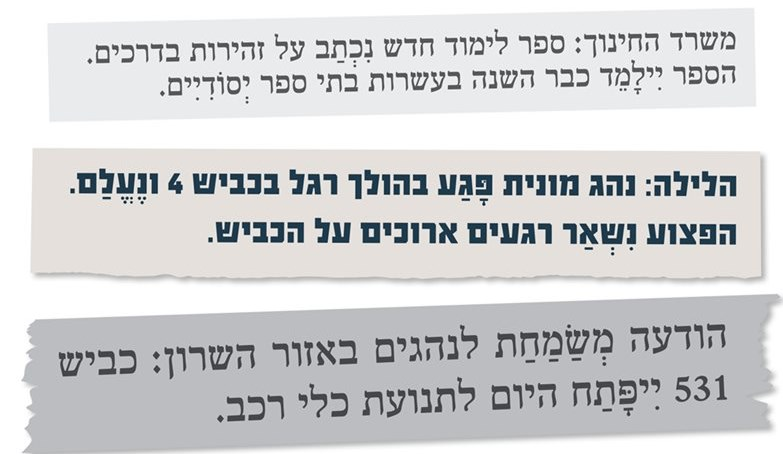 משרד החינוך: ספר לימוד חדש נִכְתַב על זהירות בדרכים.
הספר יִילָמֵד כבר השנה בעשרות בתי ספר יְסוֹדִיִים.
הלילה: נהג מונית פָּגַע בהולך רגל בכביש 4 ונֶעֱלַם.
הפצוע נִשְאַר רגעים ארוכים על הכביש.
הודעה מְשַׂמַחַת לנהגים באזור השרון: כביש
531 יִיפָּתַח היום לתנועת כלי רכב.